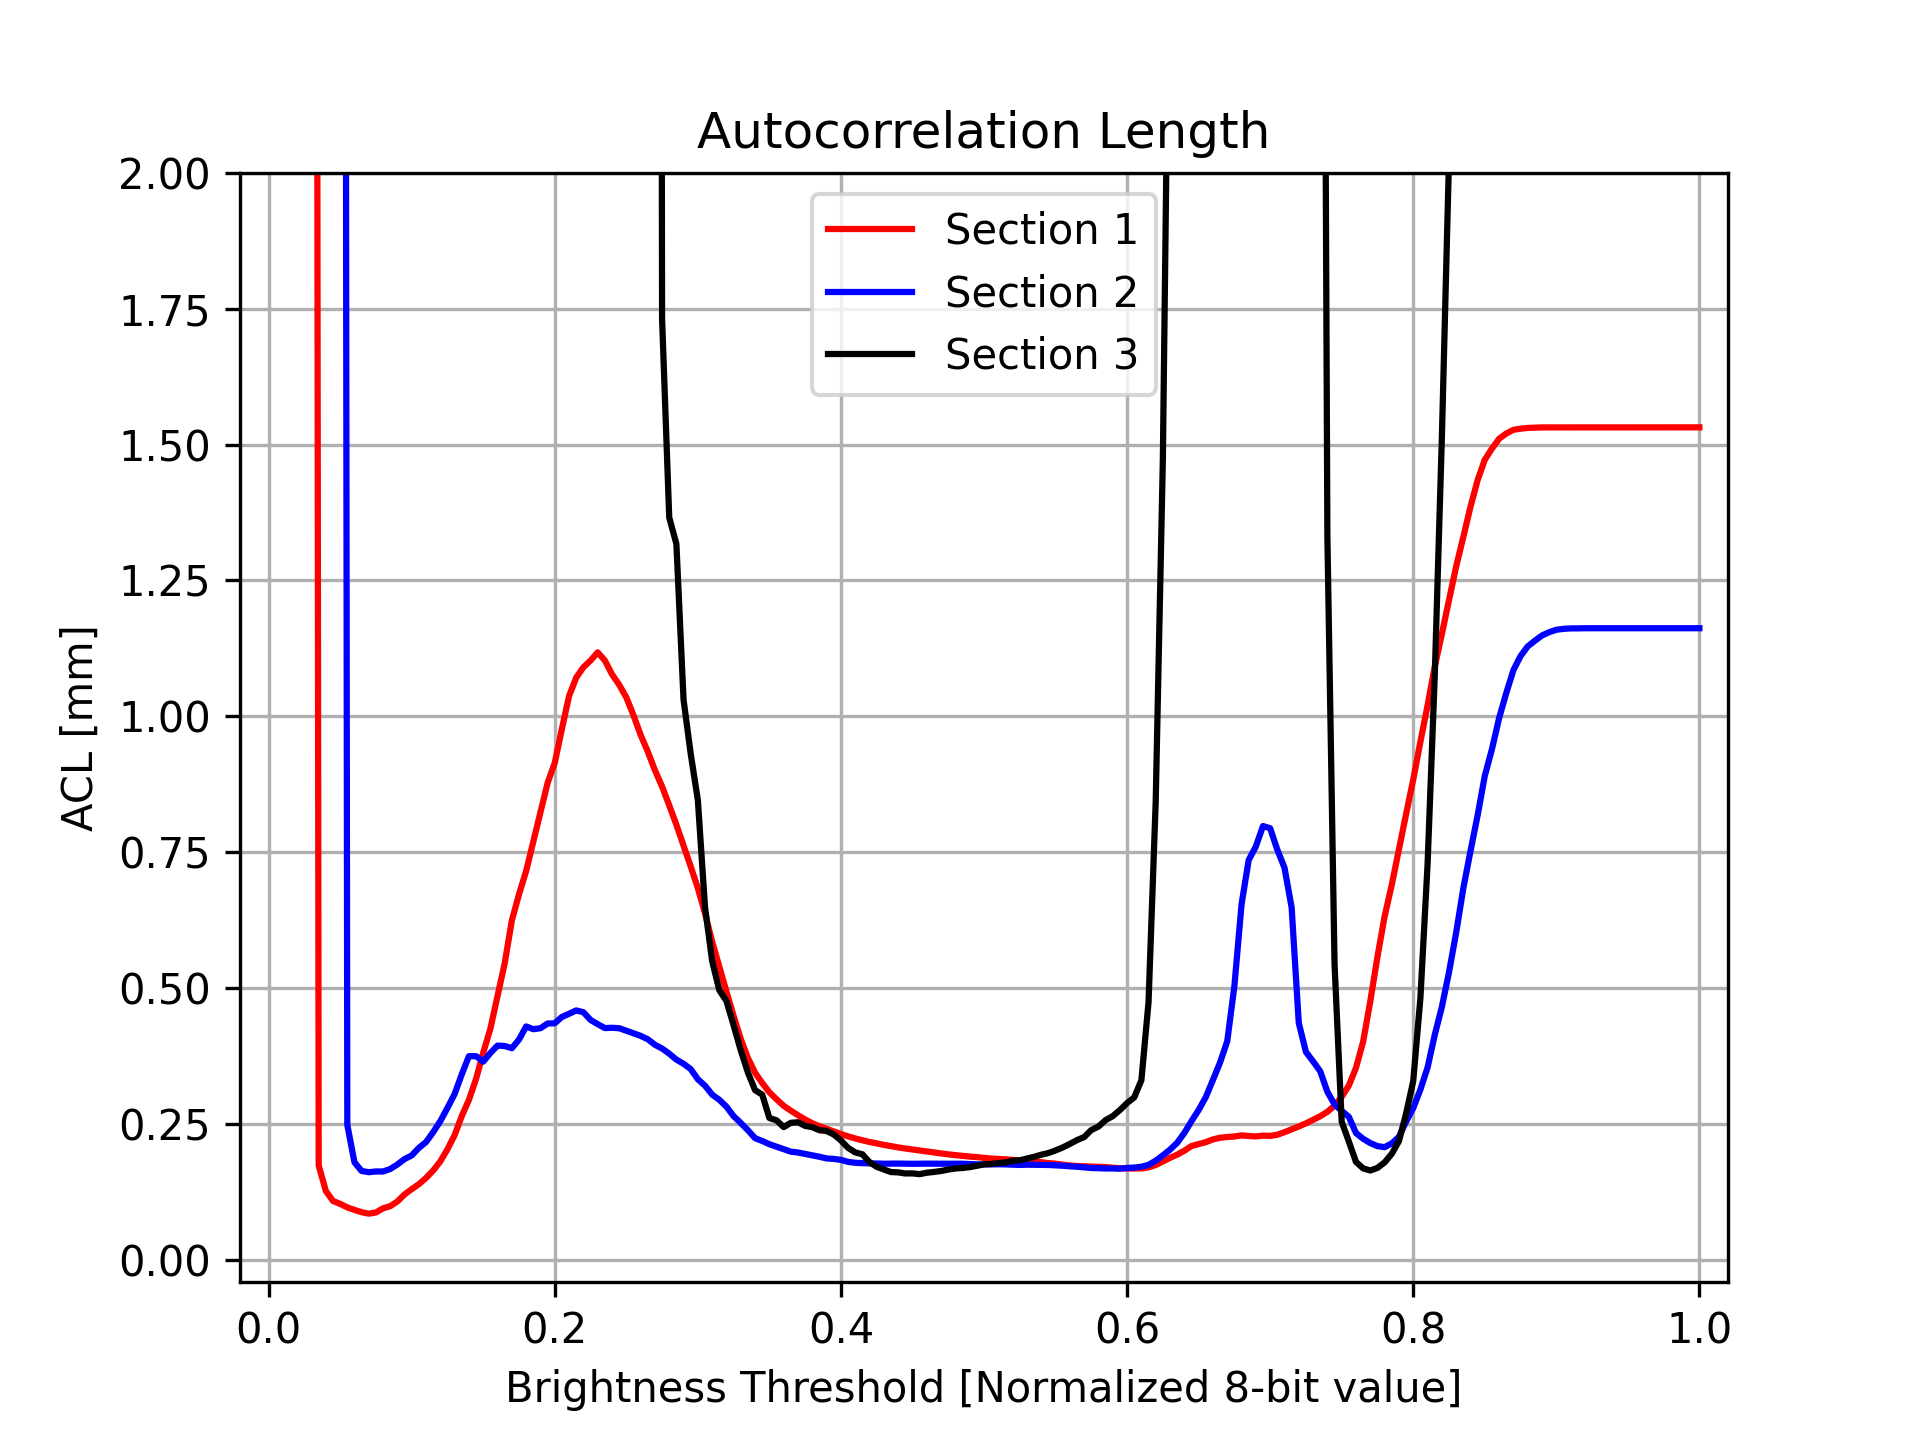 Autocorrelation Length
2.00
1.75
1.50
1.25
1.00
0.75
0.50
0.25
0.00
ACL [mm]
Section 1
Section 2
Section 3
0.0 0.2 0.4 0.6 0.8 1.0
Brightness Threshold [Normalized 8-bit value]